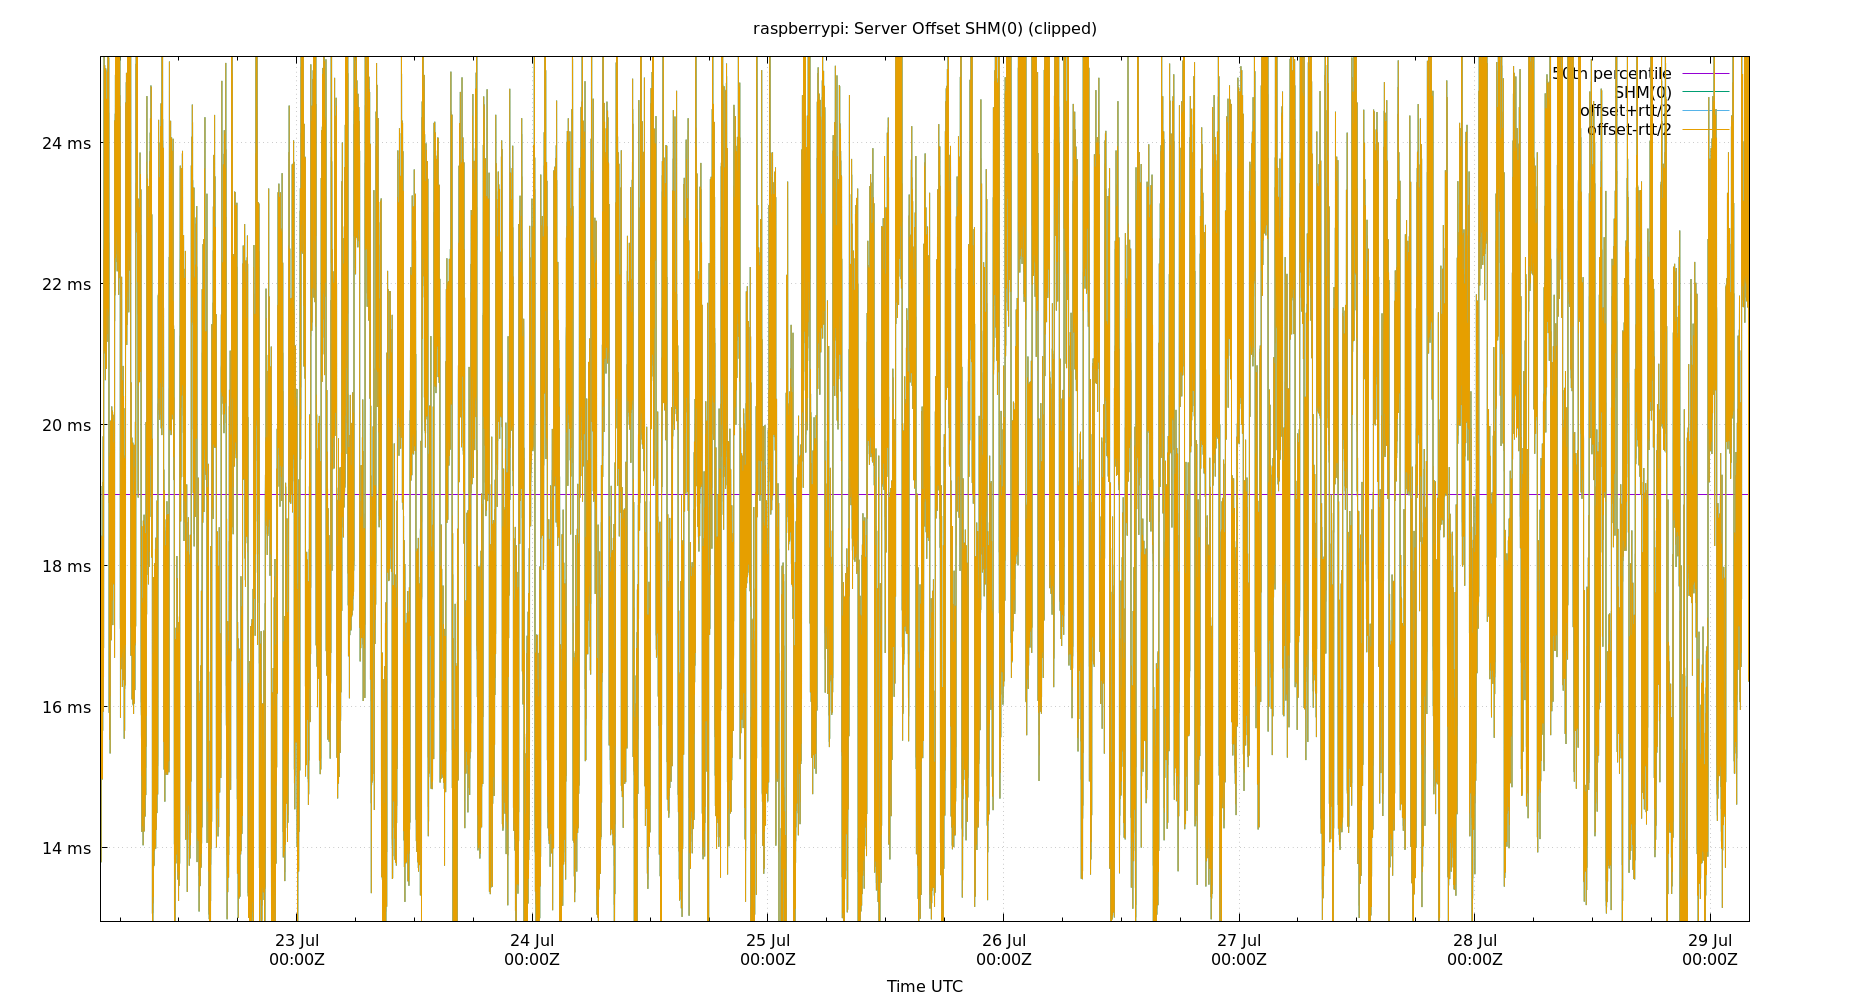 raspberrypi: Server Offset SHM(0) (clipped)
50th percentile
SHM(0)
offset+rtt/2
offset-rtt/2
24 ms
22 ms
20 ms
18 ms
16 ms
14 ms
23 Jul 24 Jul 25 Jul 26 Jul 27 Jul 28 Jul 29 Jul
00:00Z 00:00Z 00:00Z 00:00Z 00:00Z 00:00Z 00:00Z
Time UTC